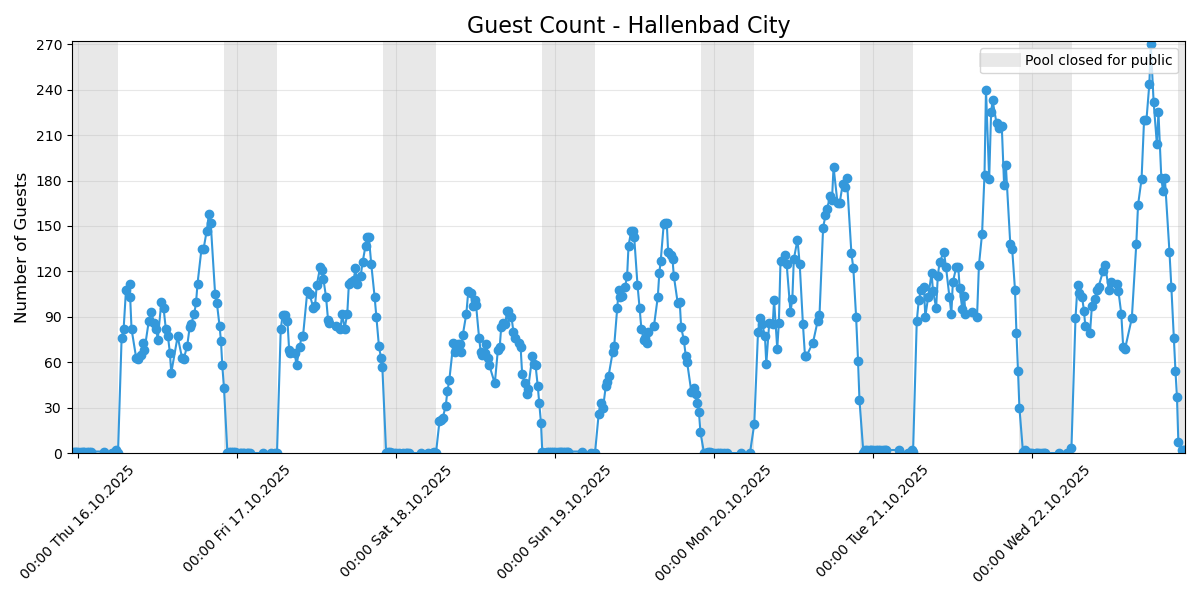 Guest Count - Hallenbad City
Pool closed for public
Number of Guests
270
240
210
180
150
120
90
60
30
0
00:00 Thu 16.10.2025
00:00 Fri 17.10.2025
00:00 Sat 18.10.2025
00:00 Sun 19.10.2025
00:00 Mon 20.10.2025
00:00 Tue 21.10.2025
00:00 Wed 22.10.2025